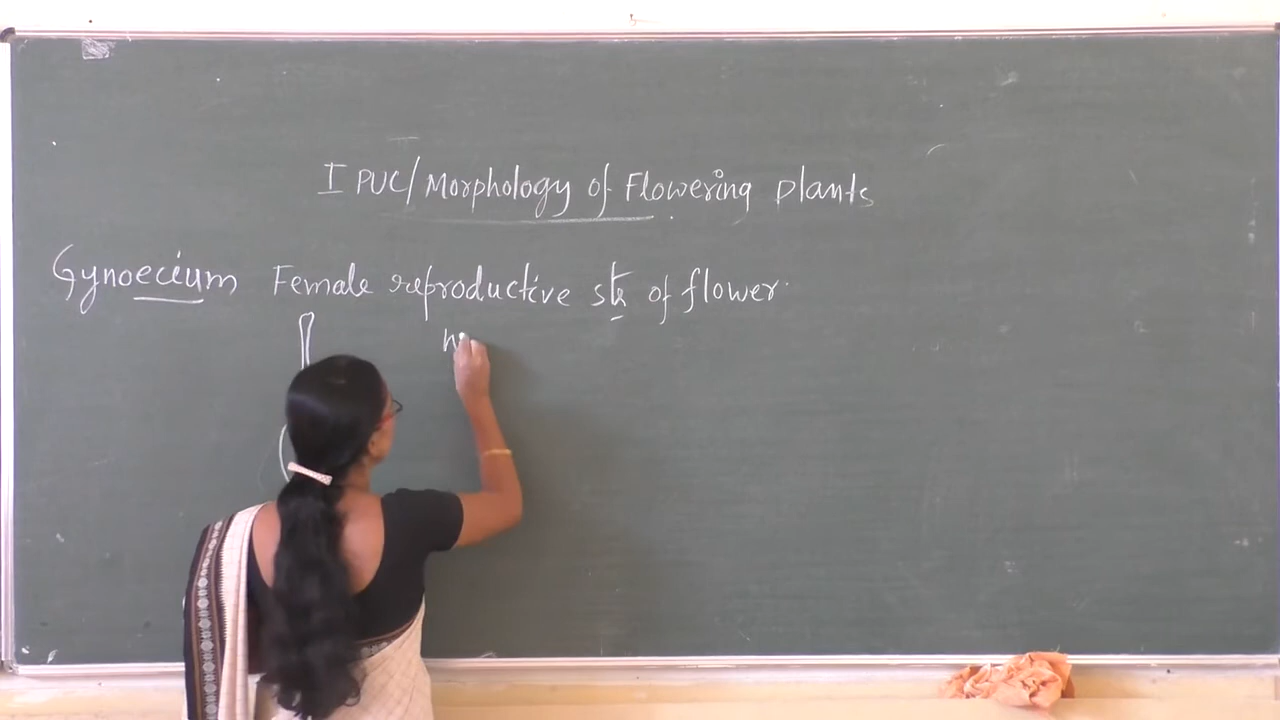 I PUC/Morphology of Flowering plants
Gynoecium Female reproductive str of flower.